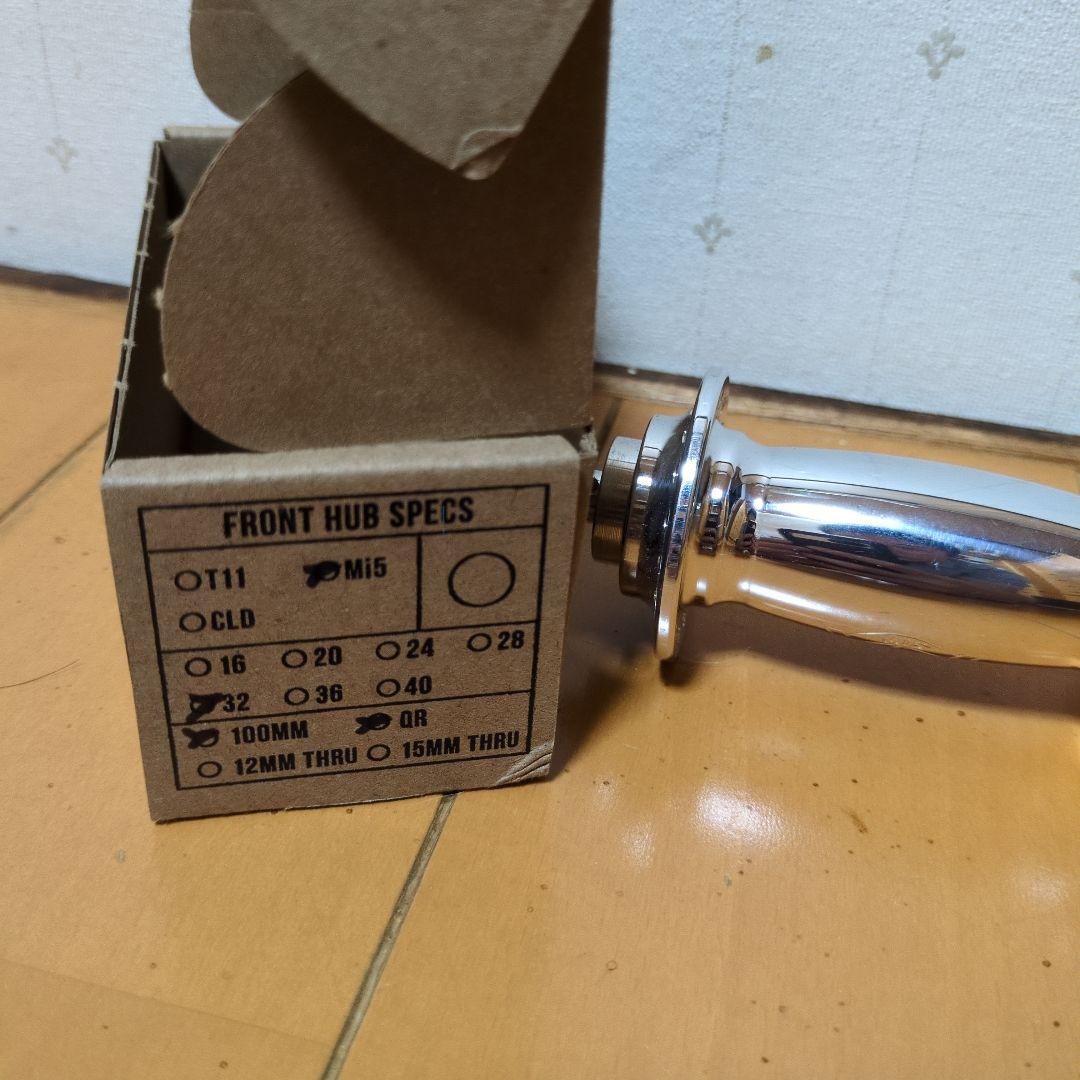 FRONT HUB SPECS
T11 Mi5
CLD
16 20 24 28
32 36 40
100MM QR
12MM THRU 15MM THRU